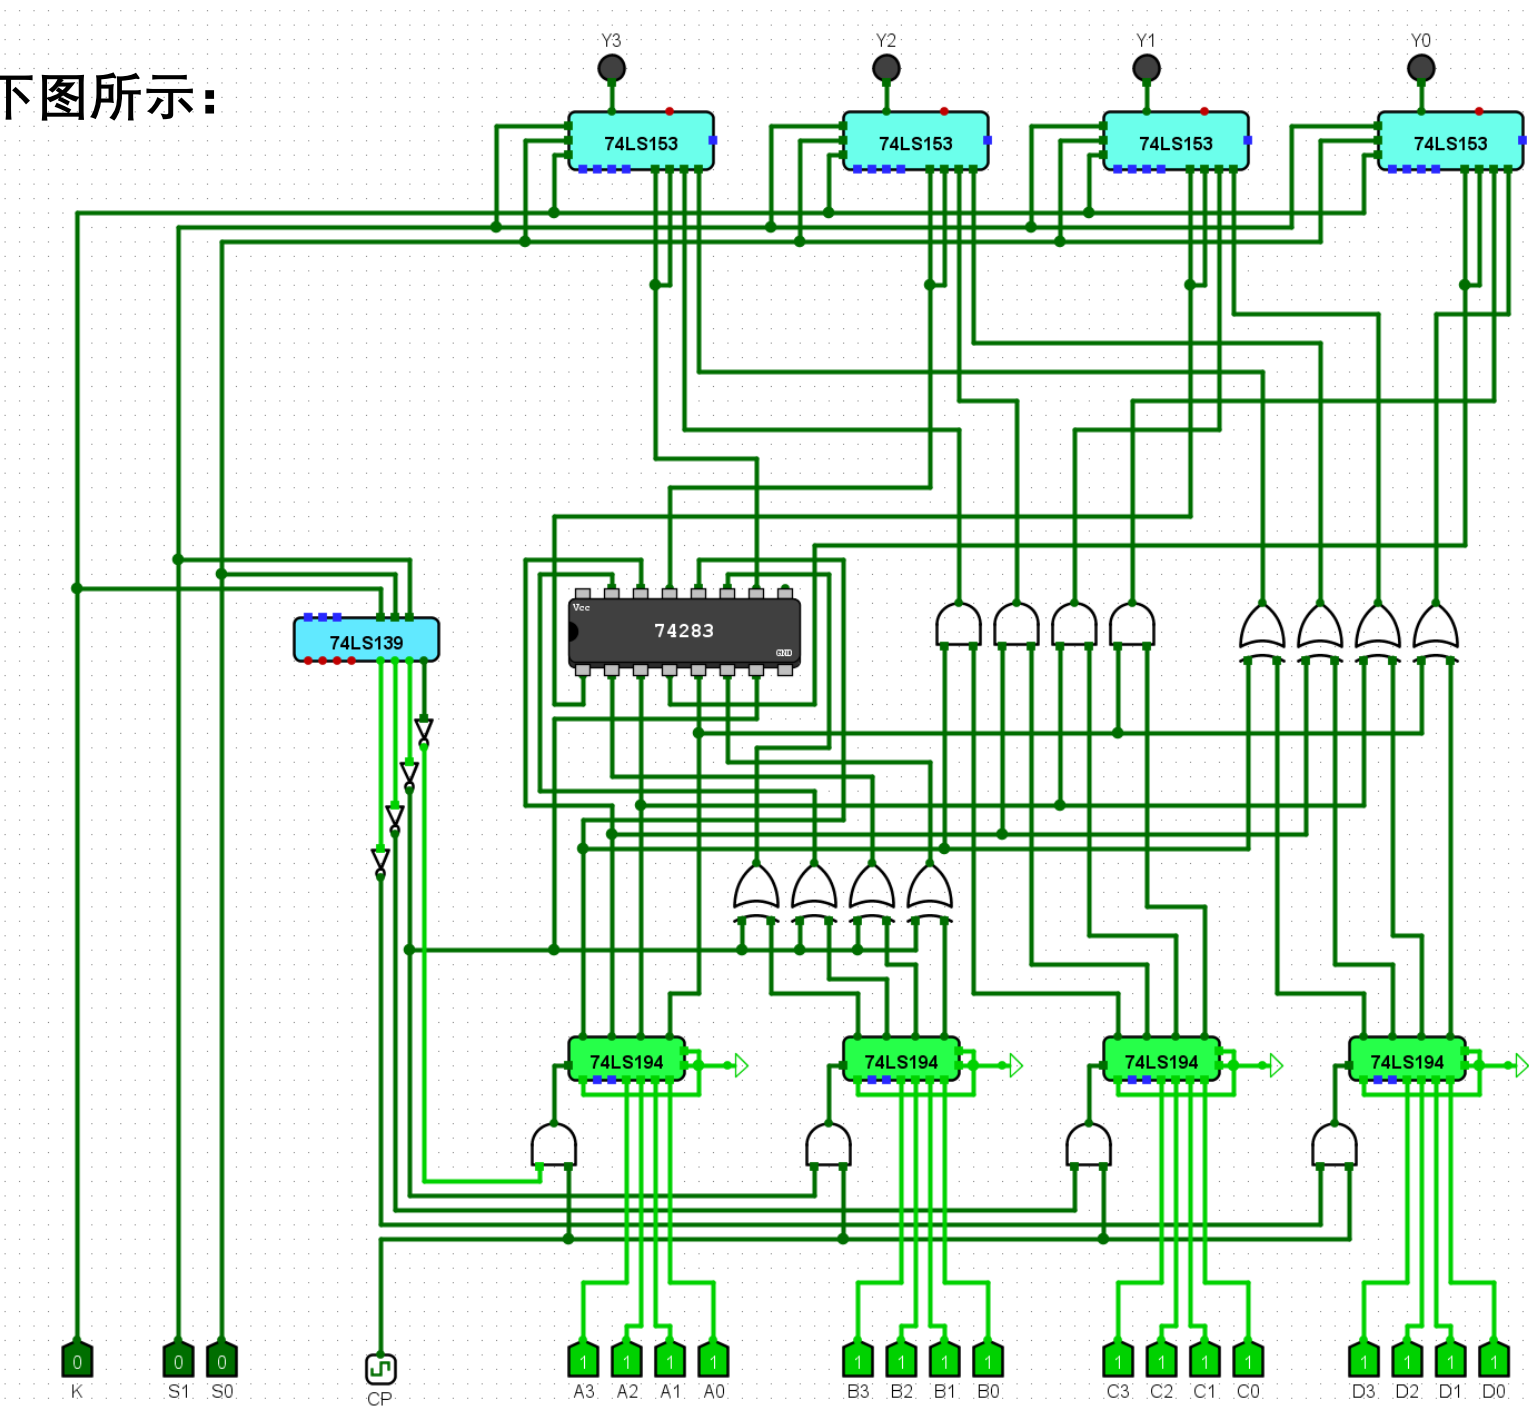 Y3 Y2 Y1 Y0
下图所示:
74LS153 74LS153 74LS153 74LS153
Vcc
74283
GND
74LS139
74LS194 74LS194 74LS194 74LS194
0 0 0 1 1 1 1 1 1 1 1 1 1 1 1 1 1 1 1
K S1 S0 CP A3 A2 A1 A0 B3 B2 B1 B0 C3 C2 C1 C0 D3 D2 D1 D0